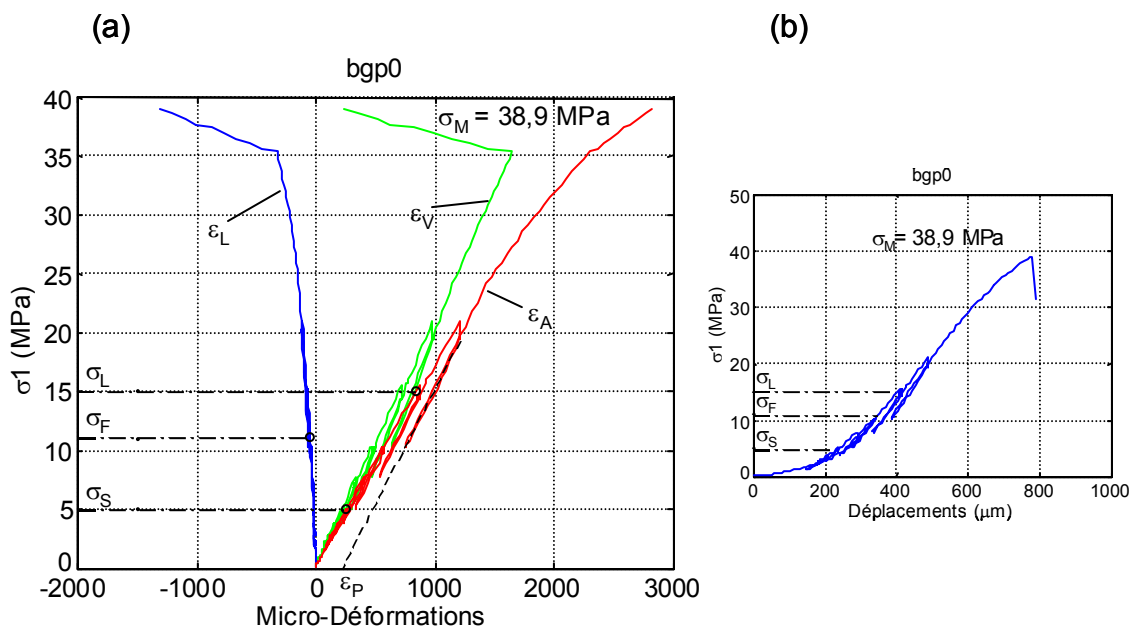 (a)
bgp0
σ1 (MPa)
40
35
30
25
20
15
10
5
0
σM = 38,9 MPa
εL
εV
εA
σL
σF
σS
εP
-2000
-1000
0
1000
2000
3000
Micro-Déformations
(b)
bgp0
σ1 (MPa)
50
40
30
20
10
0
σM = 38,9 MPa
σL
σF
σS
0
200
400
600
800
1000
Déplacements (μm)